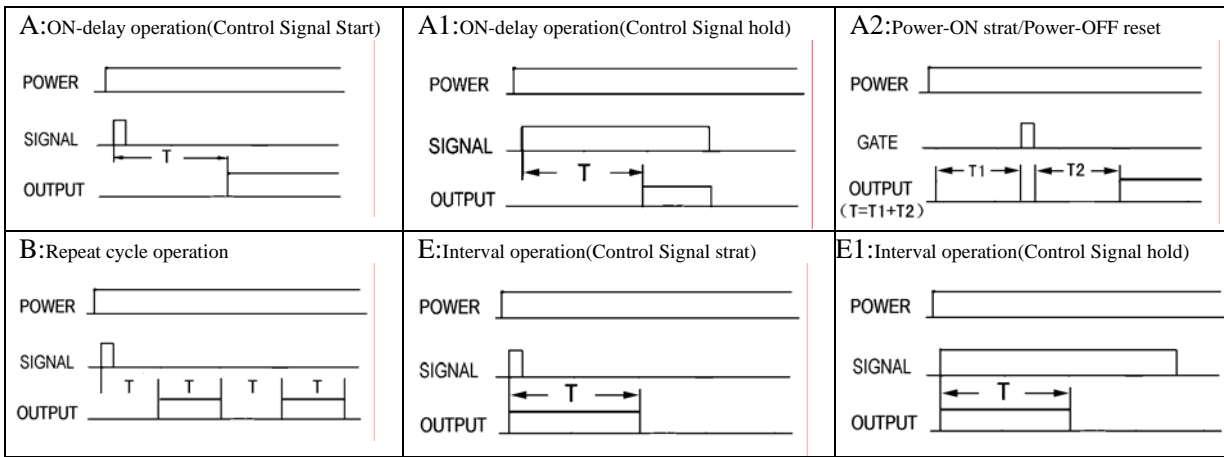 A:ON-delay operation(Control Signal Start)
POWER
SIGNAL
T
OUTPUT
A1:ON-delay operation(Control Signal hold)
POWER
SIGNAL
T
OUTPUT
A2:Power-ON strat/Power-OFF reset
POWER
GATE
T1 T2
OUTPUT
(T=T1+T2)
B:Repeat cycle operation
POWER
SIGNAL
T T T T
OUTPUT
E:Interval operation(Control Signal strat)
POWER
SIGNAL
T
OUTPUT
E1:Interval operation(Control Signal hold)
POWER
SIGNAL
T
OUTPUT